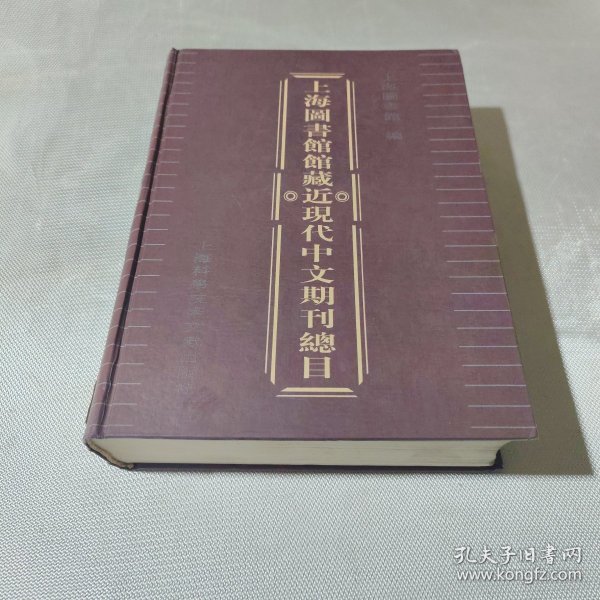 上海圖書館 編
上海圖書館館藏近現代中文期刊總目
上海科學技術文獻出版社
孔夫子旧书网
www.kongfz.com